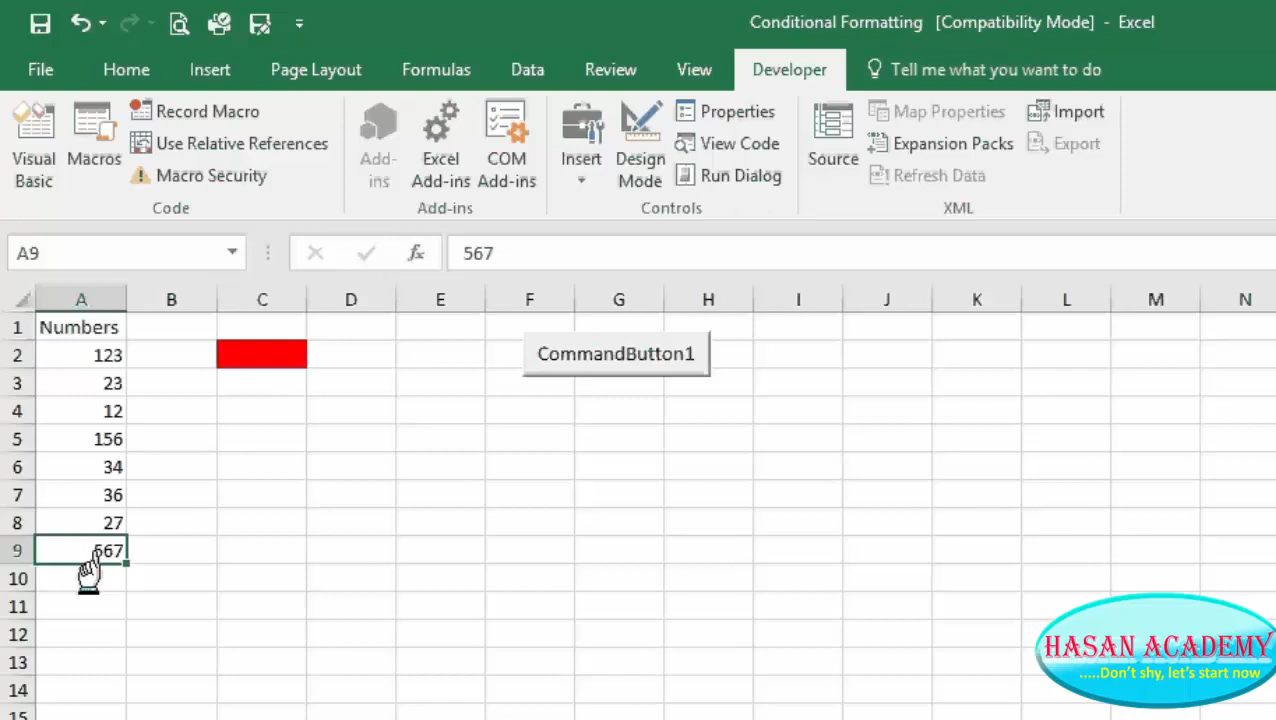 Conditional Formatting [Compatibility Mode] - Excel
File Home Insert Page Layout Formulas Data Review View Developer Tell me what you want to do
Visual Basic
Macros
Record Macro
Use Relative References
Macro Security
Code
Add-ins
Excel Add-ins
COM Add-ins
Add-ins
Insert
Design Mode
Properties
View Code
Run Dialog
Controls
Source
Map Properties
Expansion Packs
Refresh Data
Import
Export
XML
A9 fx 567
A B C D E F G H I J K L M N
1 Numbers
2 123 CommandButton1
3 23
4 12
5 156
6 34
7 36
8 27
9 567
10
11
12
13
14
15
HASAN ACADEMY
.....Don't shy, let's start now